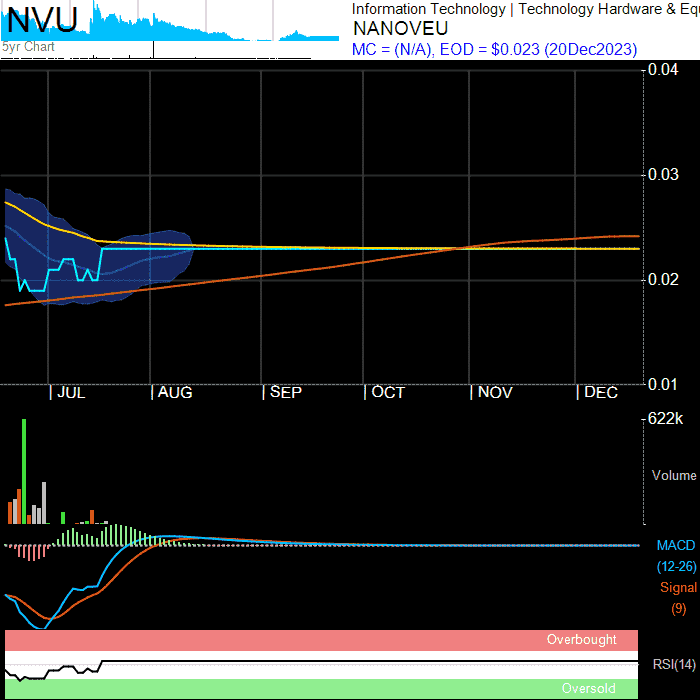 NVU
5yr Chart
Information Technology | Technology Hardware & Equ
NANOVEU
MC = (N/A), EOD = $0.023 (20Dec2023)
0.04
0.03
0.02
0.01
JUL AUG SEP OCT NOV DEC
622k
Volume
MACD
(12-26)
Signal
(9)
Overbought
RSI(14)
Oversold